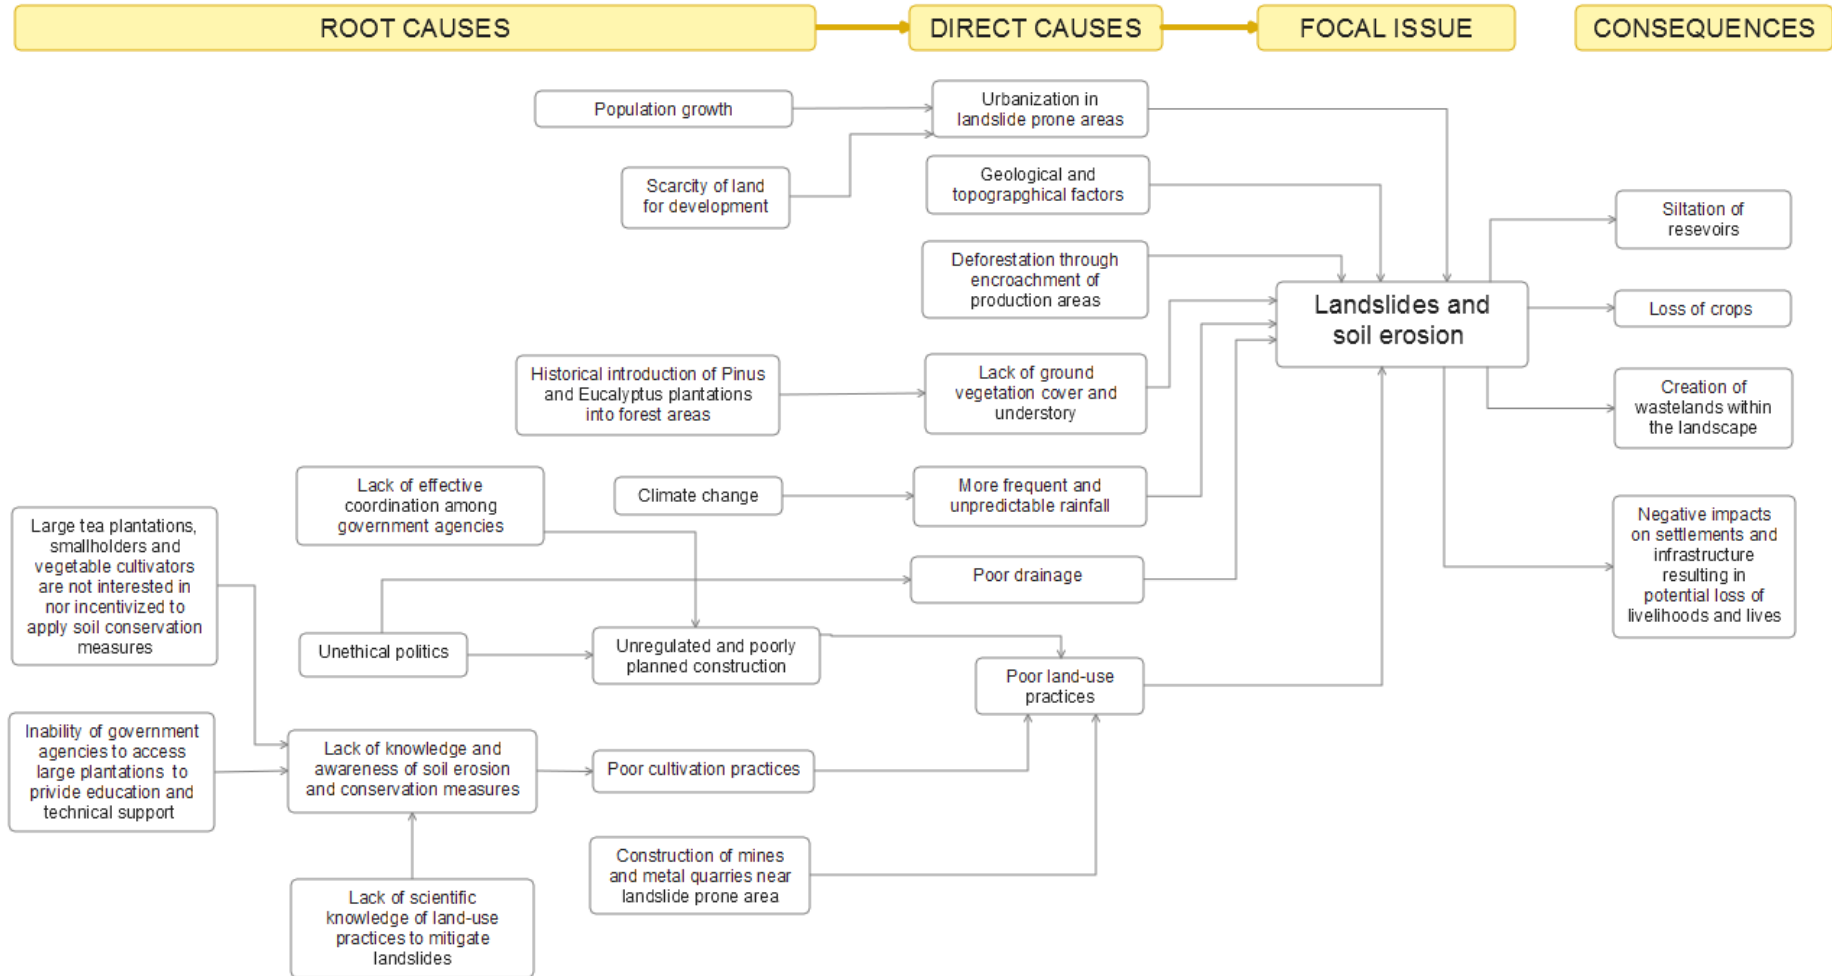 ROOT CAUSES
DIRECT CAUSES
FOCAL ISSUE
CONSEQUENCES
Population growth
Scarcity of land
for development
Historical introduction of Pinus
and Eucalyptus plantations
into forest areas
Lack of effective
coordination among
government agencies
Climate change
Large tea plantations,
smallholders and
vegetable cultivators
are not interested in
nor incentivized to
apply soil conservation
measures
Unethical politics
Unregulated and poorly
planned construction
Inability of government
agencies to access
large plantations to
privide education and
technical support
Lack of knowledge and
awareness of soil erosion
and conservation measures
Poor cultivation practices
Construction of mines
and metal quarries near
landslide prone area
Lack of scientific
knowledge of land-use
practices to mitigate
landslides
Urbanization in
landslide prone areas
Geological and
topograpghical factors
Deforestation through
encroachment of
production areas
Lack of ground
vegetation cover and
understory
More frequent and
unpredictable rainfall
Poor drainage
Poor land-use
practices
Landslides and
soil erosion
Siltation of
resevoirs
Loss of crops
Creation of
wastelands within
the landscape
Negative impacts
on settlements and
infrastructure
resulting in
potential loss of
livelihoods and lives